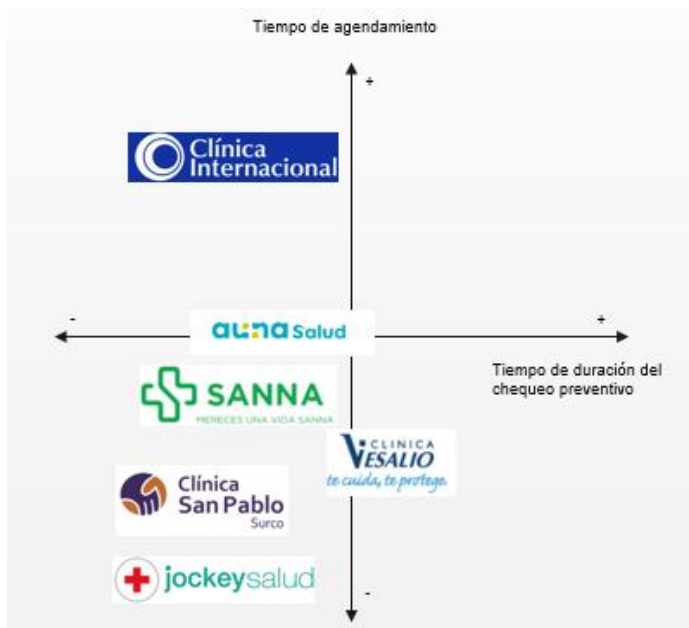 Tiempo de agendamiento
+
Clínica
Internacional
-
+
auna Salud
Tiempo de duración del
chequeo preventivo
SANNA
MERECES UNA VIDA SANNA
CLINICA
VESALIO
te cuida, te protege.
Clínica
San Pablo
Surco
jockeysalud
-